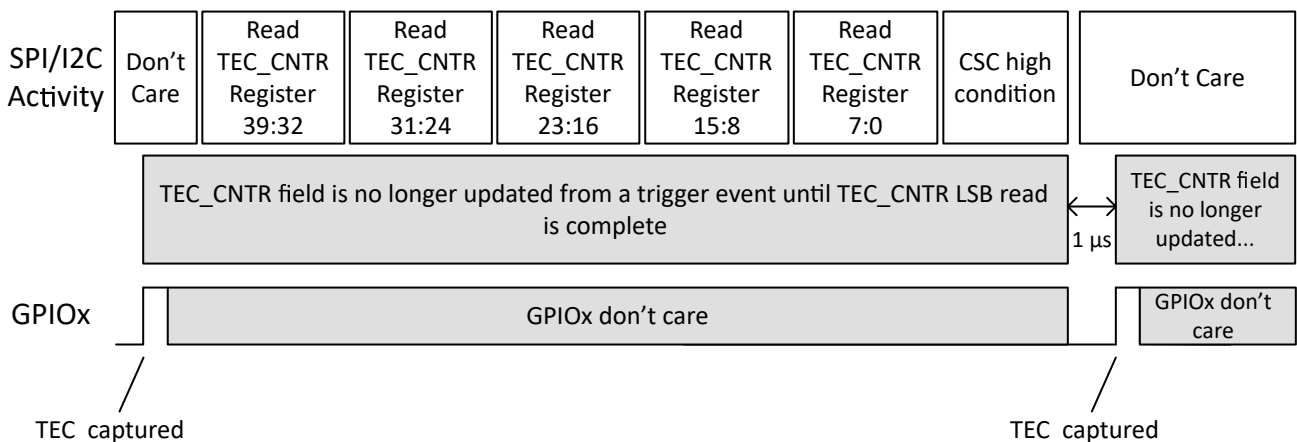 SPI/I2C
Activity
Don't
Care
Read
TEC_CNTR
Register
39:32
Read
TEC_CNTR
Register
31:24
Read
TEC_CNTR
Register
23:16
Read
TEC_CNTR
Register
15:8
Read
TEC_CNTR
Register
7:0
CSC high
condition
Don't Care
TEC_CNTR field is no longer updated from a trigger event until TEC_CNTR LSB read
is complete
1 µs
TEC_CNTR field
is no longer
updated...
GPIOx
GPIOx don't care
GPIOx don't
care
TEC captured
TEC captured